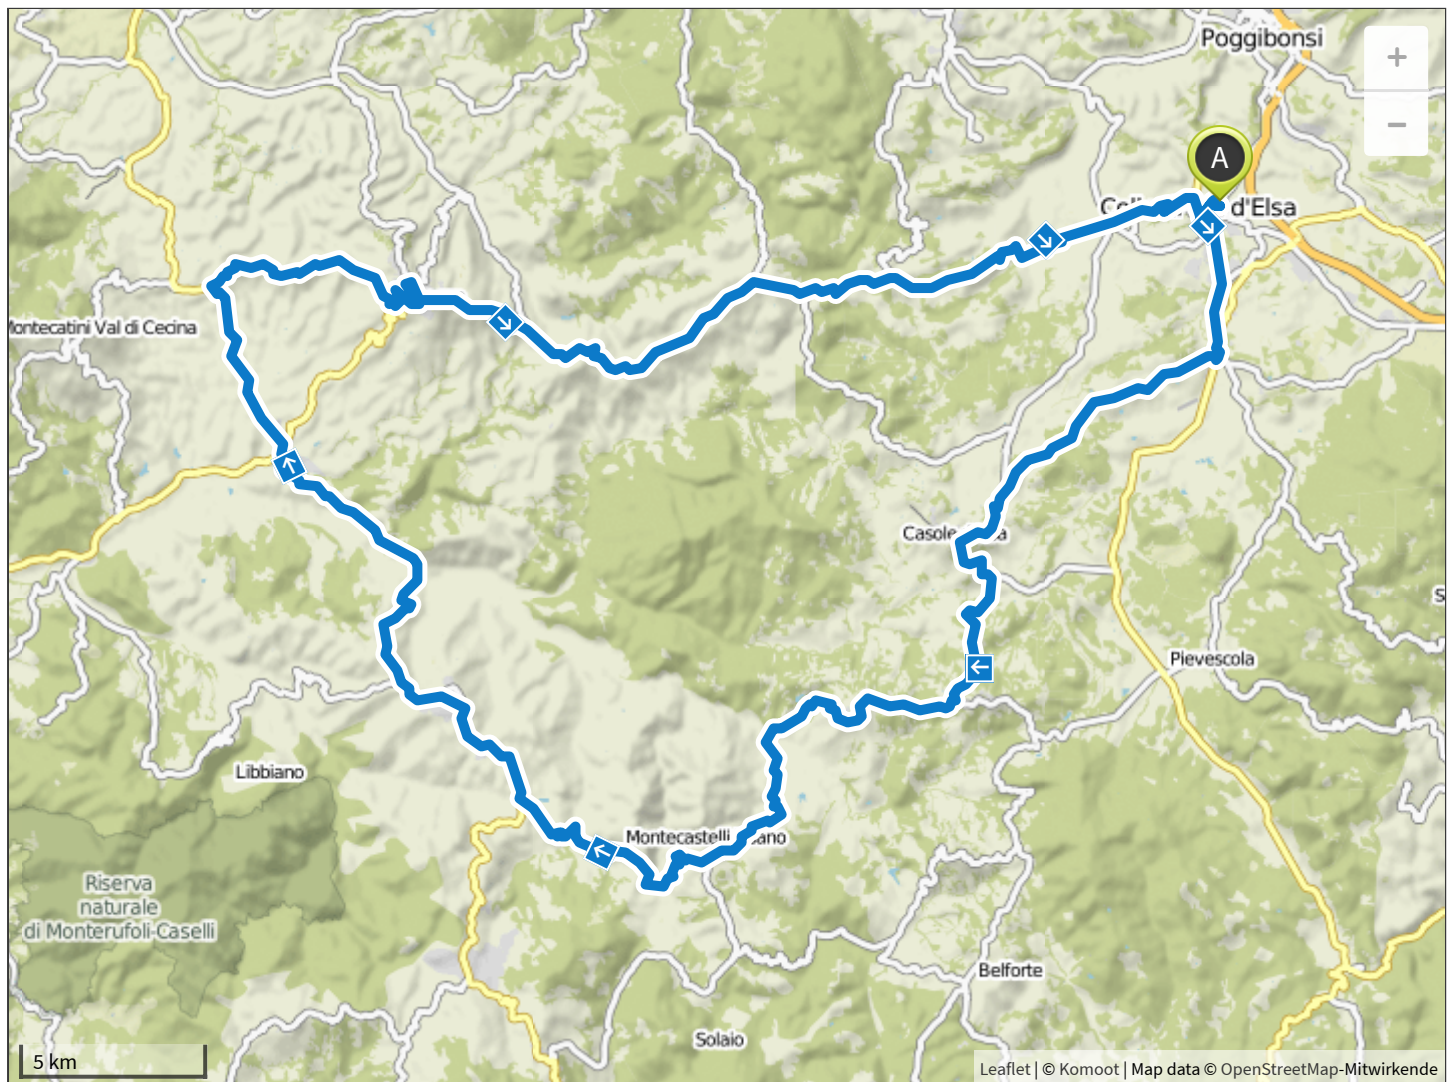 Poggibonsi
+
−
A
d'Elsa
Montecatini Val di Cecina
Casole
Pievescola
Libbiano
Montecastelli
Riserva
naturale
di Monterufoli-Caselli
Belforte
Solaio
5 km
Leaflet | © Komoot | Map data © OpenStreetMap-Mitwirkende